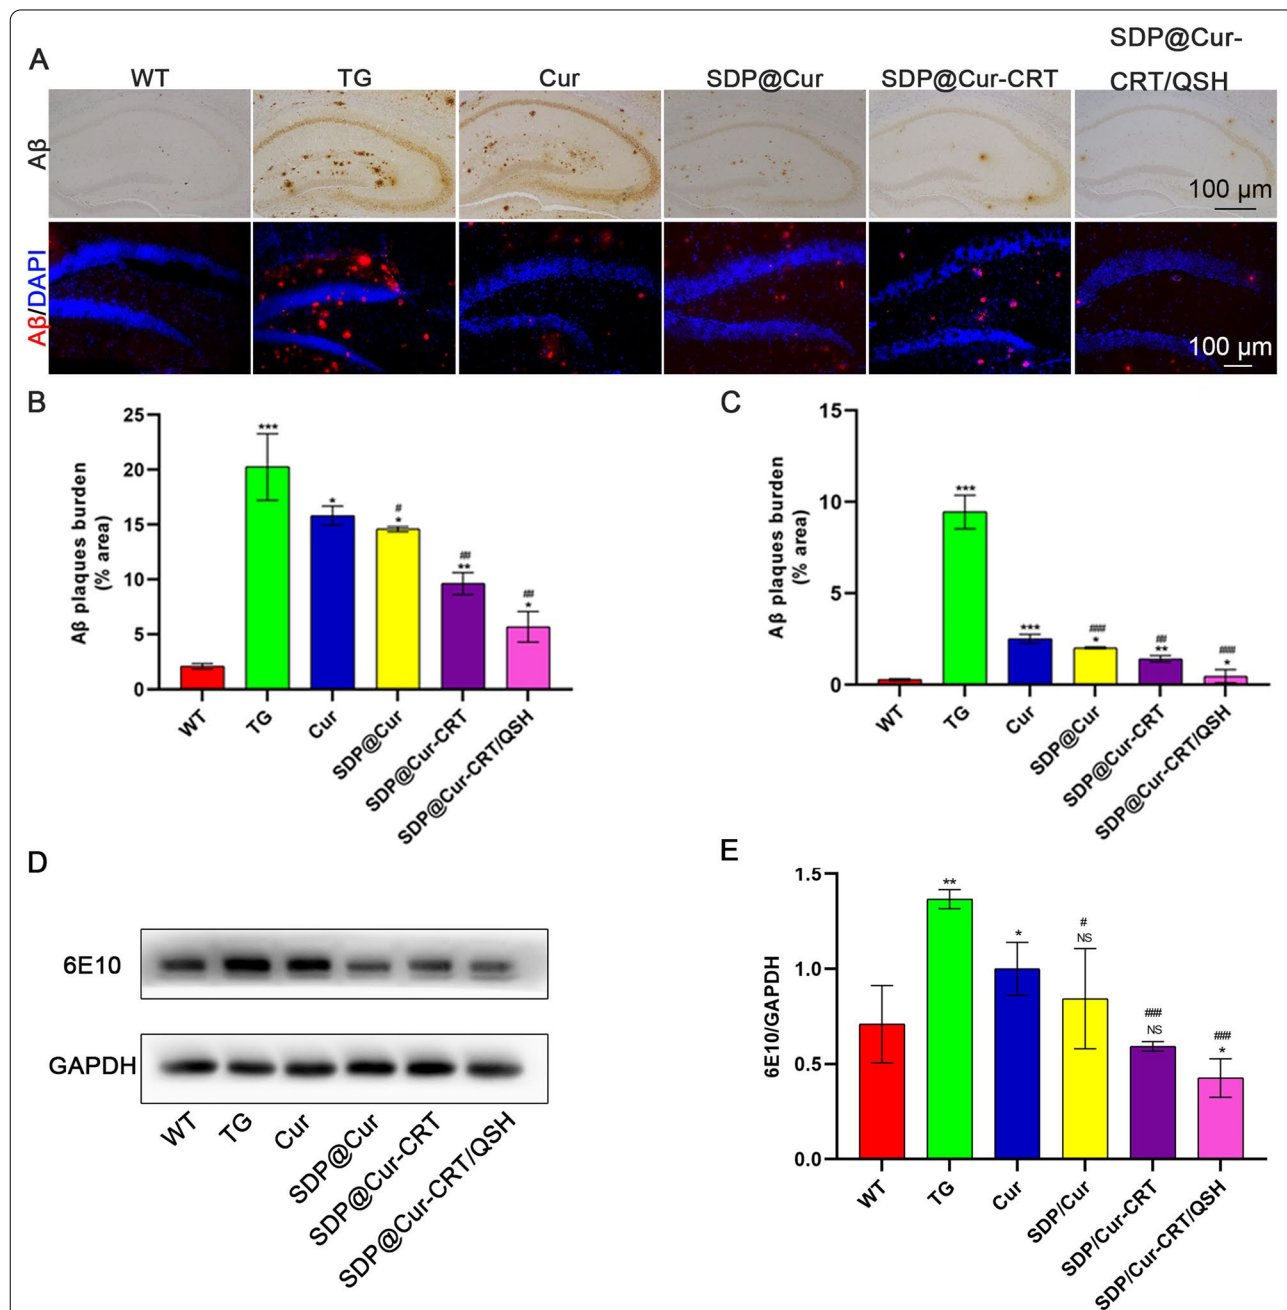 A
WT
TG
Cur
SDP@Cur
SDP@Cur-CRT
SDP@Cur-
CRT/QSH
Aβ
100 µm
Aβ/DAPI
100 µm
B
Aβ plaques burden
(% area)
25
20
15
10
5
0
***
*
#
*
##
**
##
*
WT
TG
Cur
SDP@Cur
SDP@Cur-CRT
SDP@Cur-CRT/QSH
C
Aβ plaques burden
(% area)
15
10
5
0
***
***
###
*
##
**
###
*
WT
TG
Cur
SDP@Cur
SDP@Cur-CRT
SDP@Cur-CRT/QSH
D
6E10
GAPDH
WT
TG
Cur
SDP@Cur
SDP@Cur-CRT
SDP@Cur-CRT/QSH
E
6E10/GAPDH
1.5
1.0
0.5
0.0
**
*
#
NS
###
NS
###
*
WT
TG
Cur
SDP/Cur
SDP/Cur-CRT
SDP/Cur-CRT/QSH